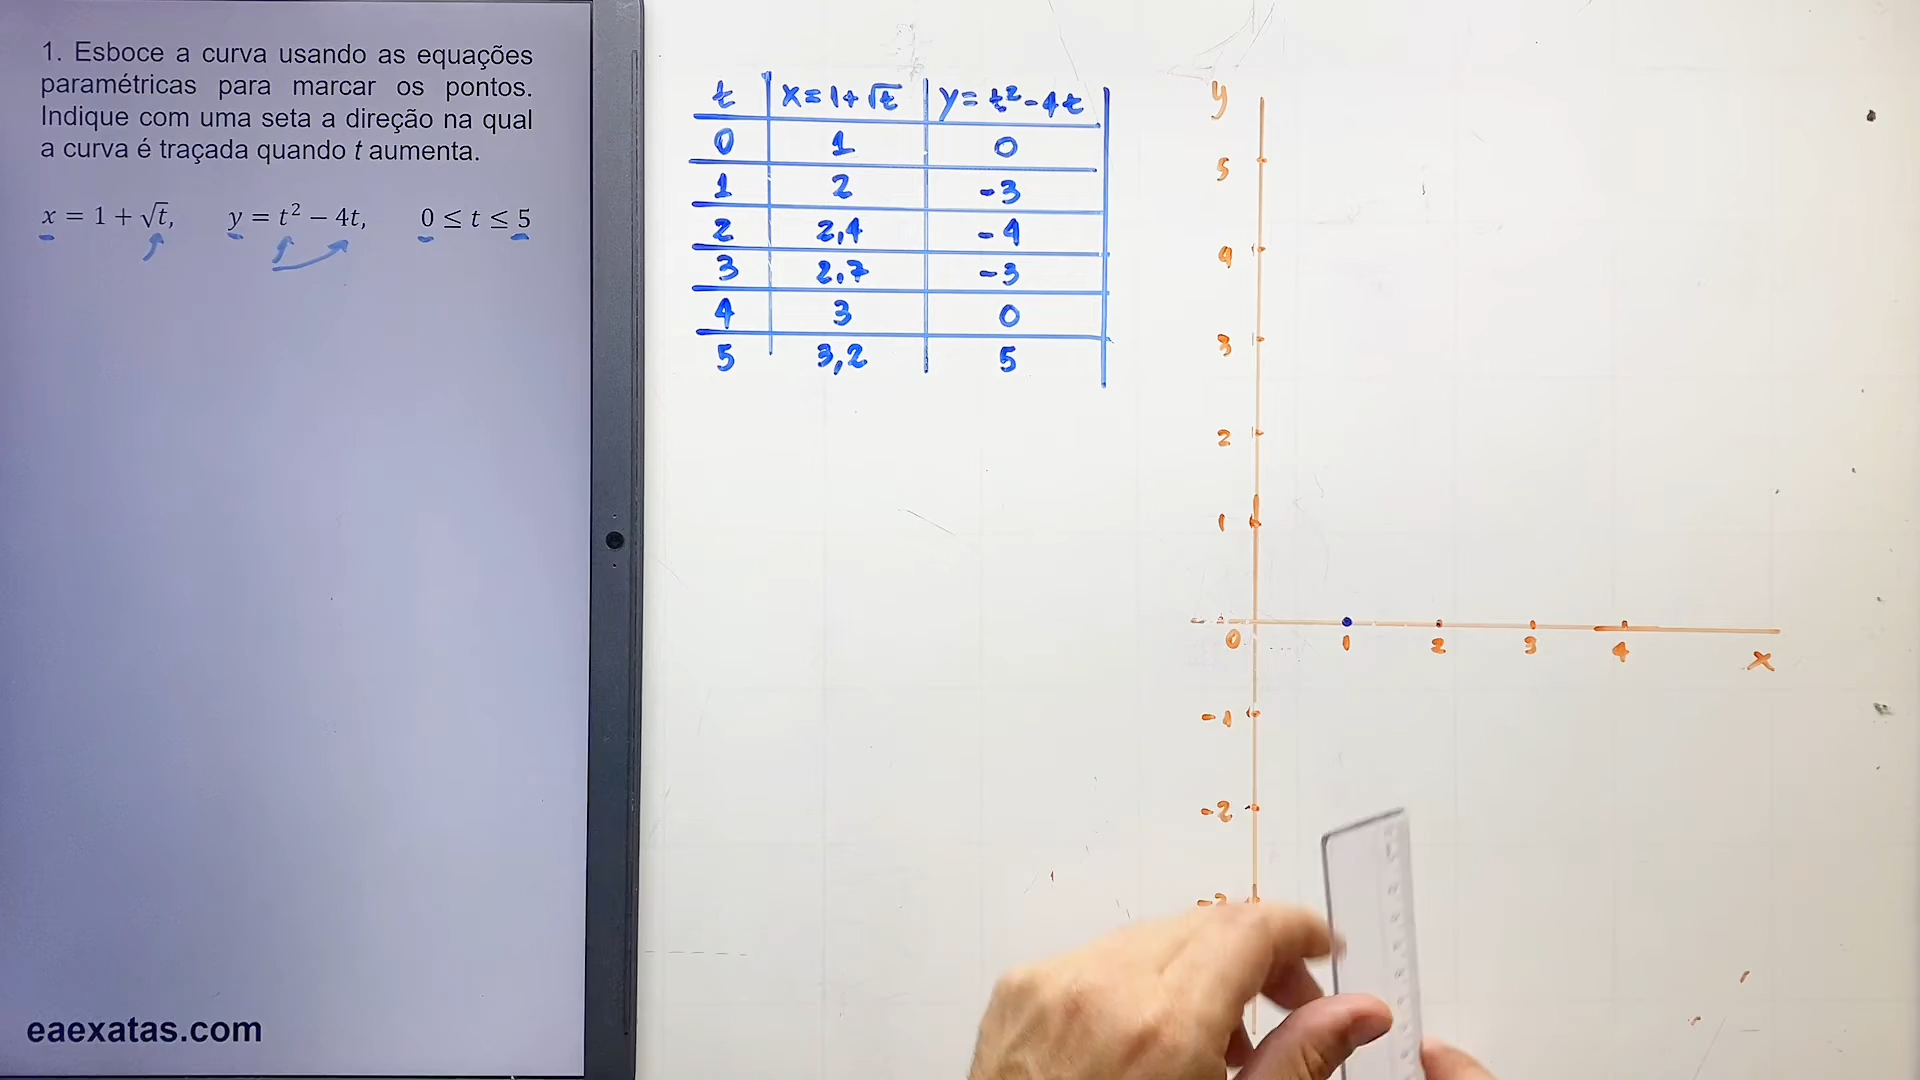 1. Esboce a curva usando as equações
paramétricas para marcar os pontos.
Indique com uma seta a direção na qual
a curva é traçada quando t aumenta.
x = 1 + √t, y = t² − 4t, 0 ≤ t ≤ 5
eaexatas.com
t x = 1 + √t y = t² - 4t
0 1 0
1 2 -3
2 2,4 -4
3 2,7 -3
4 3 0
5 3,2 5
y
5
4
3
2
1
0 1 2 3 4 x
-1
-2